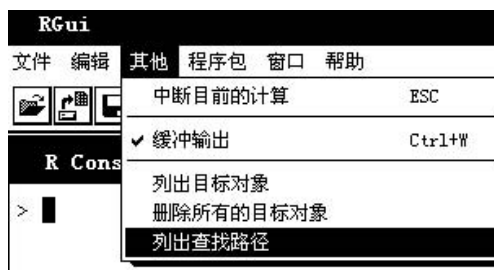 RGui
文件 编辑 其他 程序包 窗口 帮助
中断目前的计算 ESC
✓ 缓冲输出 Ctrl+W
R Cons
列出目标对象
>
删除所有的目标对象
列出查找路径